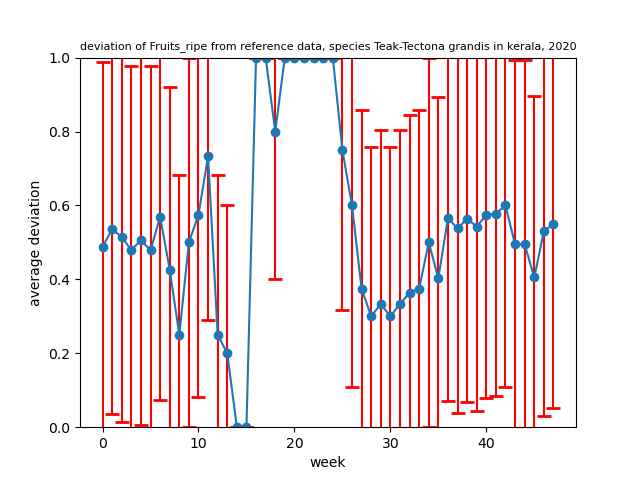 deviation of Fruits_ripe from reference data, species Teak-Tectona grandis in kerala, 2020
1.0
0.8
0.6
0.4
0.2
0.0
average deviation
0 10 20 30 40
week